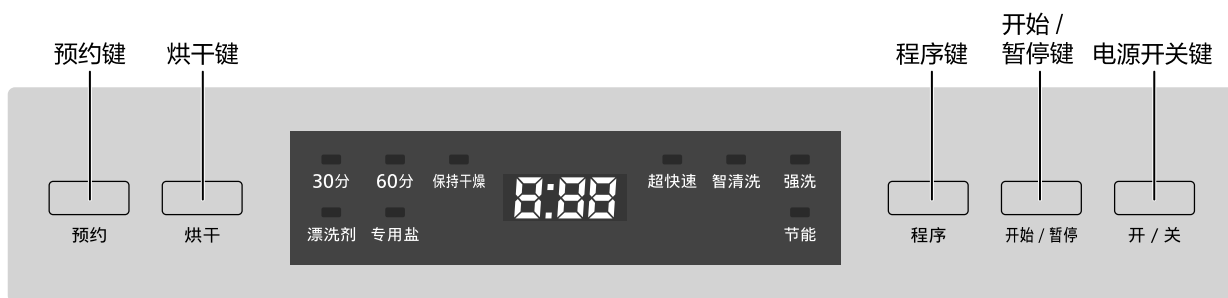 开始 /
预约键
烘干键
程序键
暂停键
电源开关键
30分
60分
保持干燥
8:88
超快速
智清洗
强洗
漂洗剂
专用盐
节能
预约
烘干
程序
开始 / 暂停
开 / 关